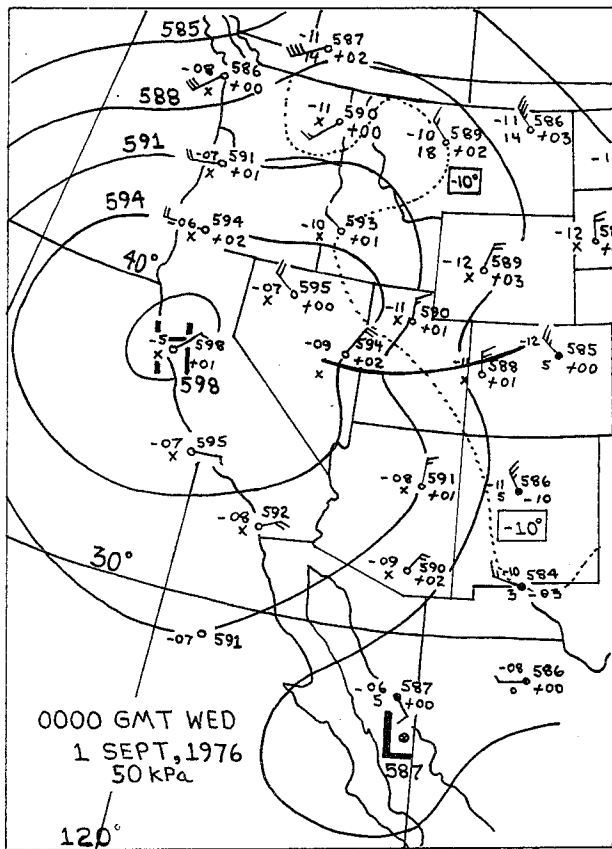 585
-11 587
14 +02
-08 586
X +00
588
-11 590
X +00
-10 589
18 +02
-11 586
14 +03
591
-07 591
X +01
-10°
594
-06 594
X +02
-10 593
X +01
-12
X
40°
-12 589
X +03
-07 595
X +00
-11 590
X +01
-5 598
X +01
598
-09 594
X +02
-12 585
5 +00
-11 588
X +01
-07 595
X
-08 591
X +01
-11 586
5 -10
-08 592
X
-10°
30°
-09 590
X +02
-10 584
3 -83
-07 591
-08 586
0 +00
-06 587
5 +00
0000 GMT WED
1 SEPT, 1976
50 kPa
587
120°